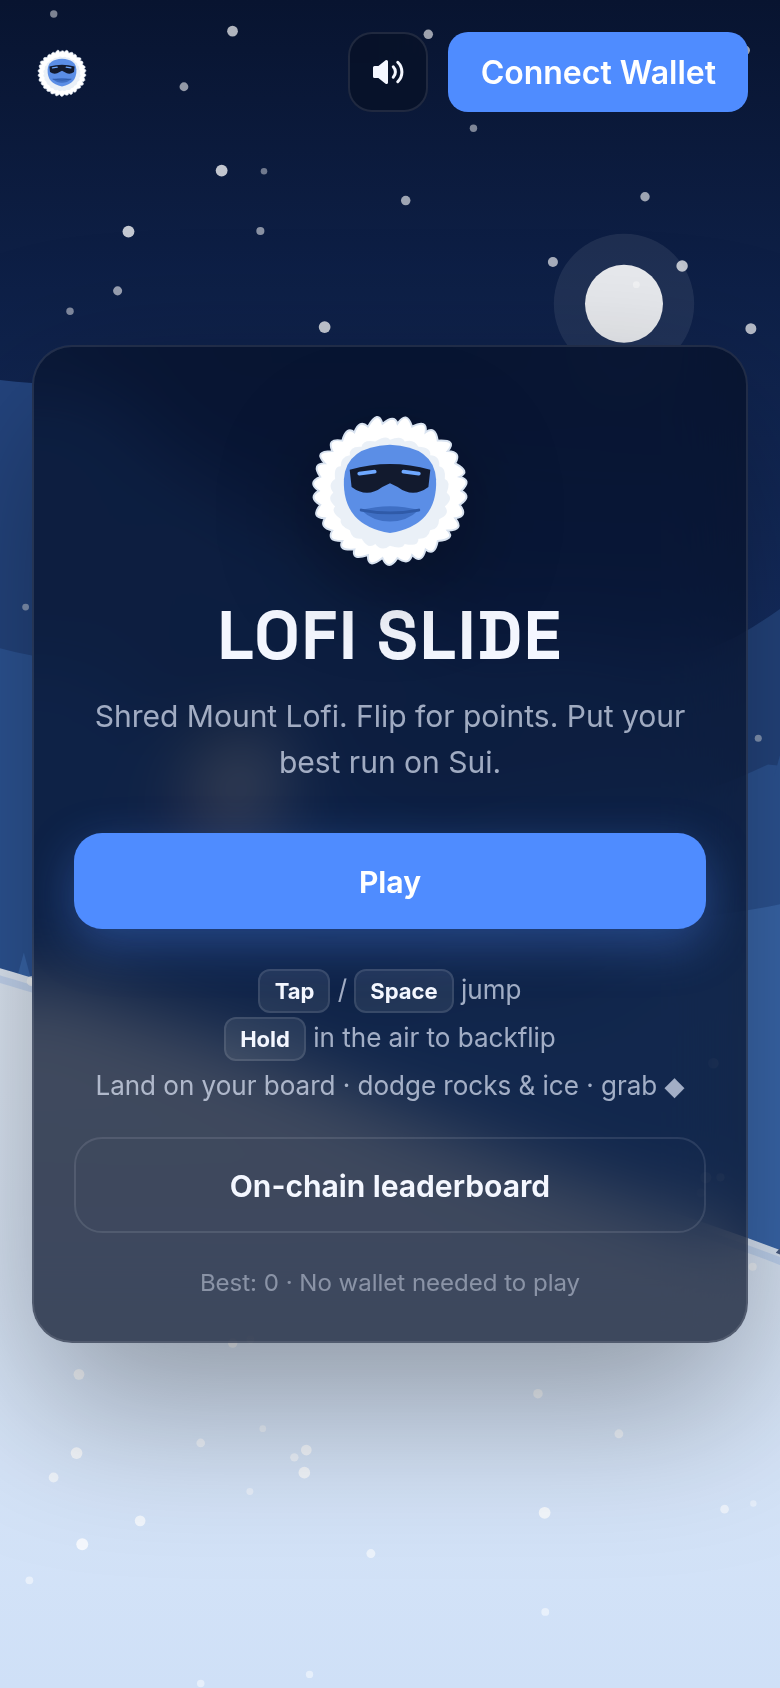 Connect Wallet
LOFI SLIDE
Shred Mount Lofi. Flip for points. Put your
best run on Sui.
Play
Tap / Space jump
Hold in the air to backflip
Land on your board · dodge rocks & ice · grab ◆
On-chain leaderboard
Best: 0 · No wallet needed to play